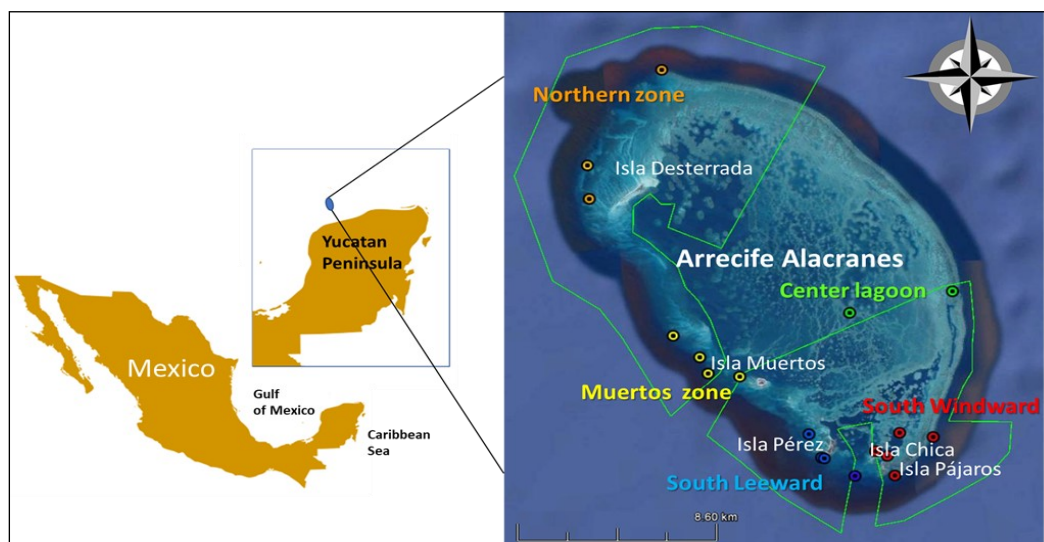 Yucatan
Peninsula
Mexico
Gulf
of Mexico
Caribbean
Sea
Northern zone
Isla Desterrada
Arrecife Alacranes
Center lagoon
Isla Muertos
Muertos zone
South Windward
Isla Pérez
Isla Chica
Isla Pájaros
South Leeward
8.60 km